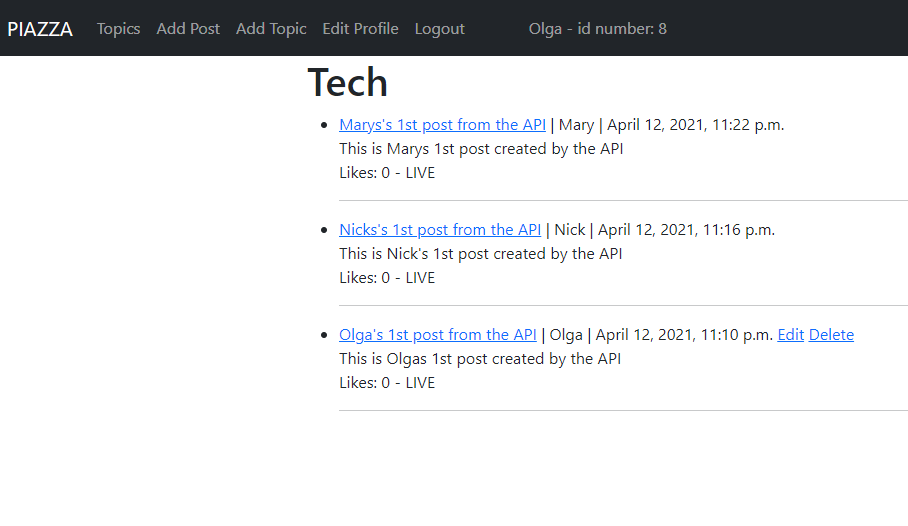 PIAZZA Topics Add Post Add Topic Edit Profile Logout Olga - id number: 8
Tech
Marys's 1st post from the API | Mary | April 12, 2021, 11:22 p.m.
This is Marys 1st post created by the API
Likes: 0 - LIVE
Nicks's 1st post from the API | Nick | April 12, 2021, 11:16 p.m.
This is Nick's 1st post created by the API
Likes: 0 - LIVE
Olga's 1st post from the API | Olga | April 12, 2021, 11:10 p.m. Edit Delete
This is Olgas 1st post created by the API
Likes: 0 - LIVE